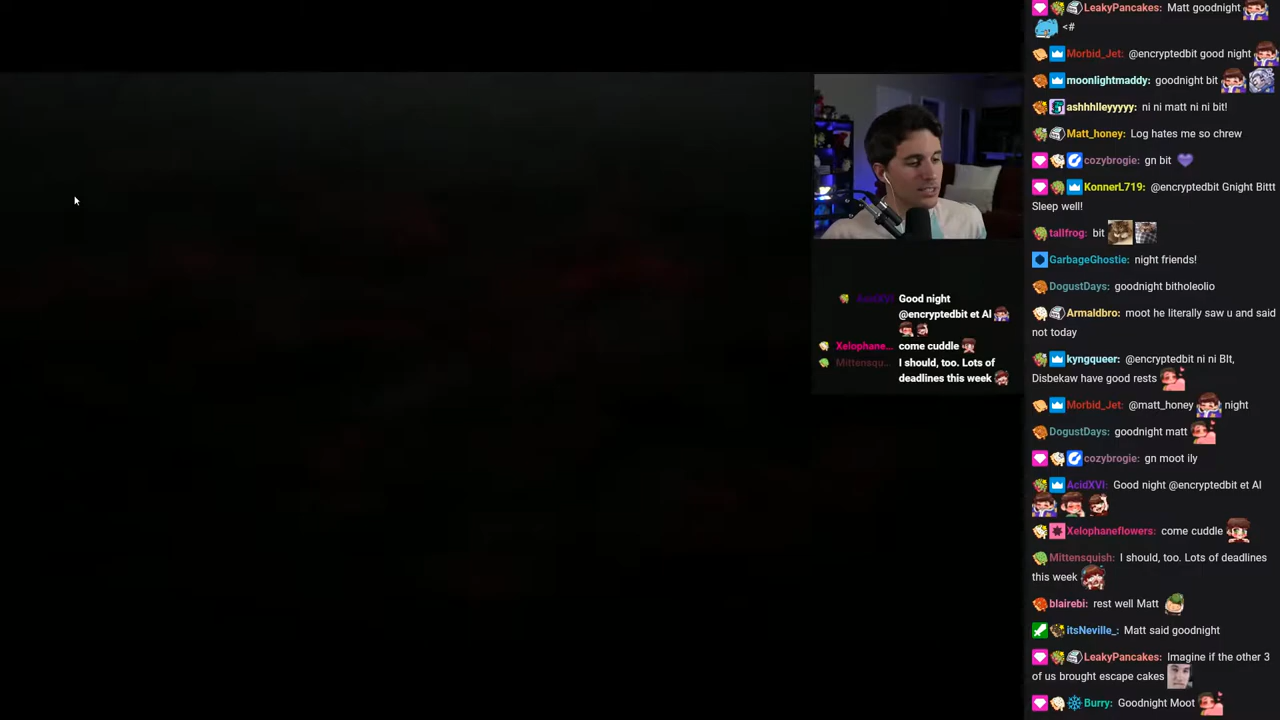 AcidXVI: Good night
@encryptedbit et Al
Xelophane... come cuddle
Mittensqu... I should, too. Lots of
deadlines this week
LeakyPancakes: Matt goodnight
<#
Morbid_Jet: @encryptedbit good night
moonlightmaddy: goodnight bit
ashhhlleyyyyy: ni ni matt ni ni bit!
Matt_honey: Log hates me so chrew
cozybrogie: gn bit
KonnerL719: @encryptedbit Gnight Bittt
Sleep well!
tallfrog: bit
GarbageGhostie: night friends!
DogustDays: goodnight bitholeolio
Armaldbro: moot he literally saw u and said
not today
kyngqueer: @encryptedbit ni ni BIt,
Disbekaw have good rests
Morbid_Jet: @matt_honey night
DogustDays: goodnight matt
cozybrogie: gn moot ily
AcidXVI: Good night @encryptedbit et Al
Xelophaneflowers: come cuddle
Mittensquish: I should, too. Lots of deadlines
this week
blairebi: rest well Matt
itsNeville_: Matt said goodnight
LeakyPancakes: Imagine if the other 3
of us brought escape cakes
Burry: Goodnight Moot